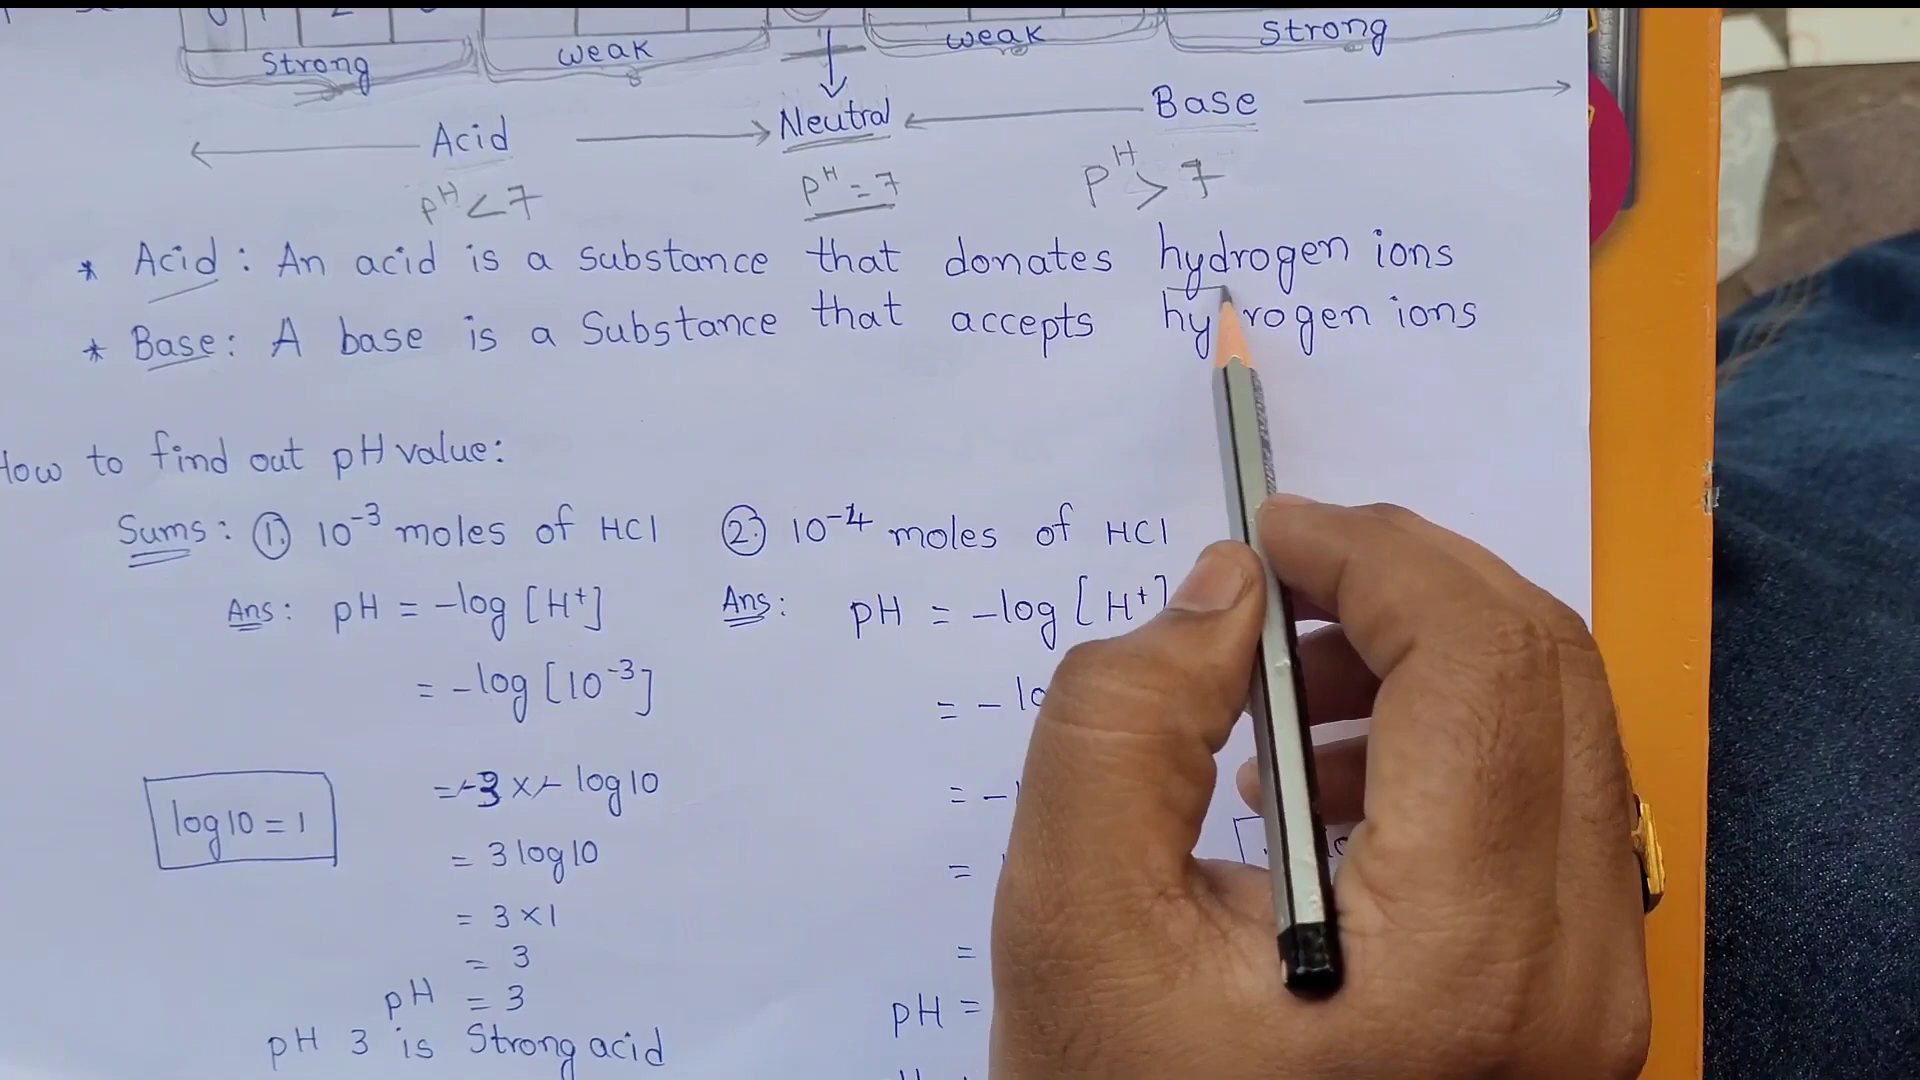 Strong weak weak Strong
Acid Neutral Base
pH < 7 pH = 7 pH > 7
* Acid : An acid is a substance that donates hydrogen ions
* Base : A base is a Substance that accepts hydrogen ions
How to find out pH value:
Sums : ①. 10⁻³ moles of HCl ②. 10⁻⁴ moles of HCl
Ans : pH = -log [H⁺] Ans : pH = -log [H⁺]
= -log [10⁻³] = - lo
= -3 × - log10 = -
log10 = 1
= 3 log10 =
= 3 × 1
= 3 =
pH = 3 pH =
pH 3 is Strong acid